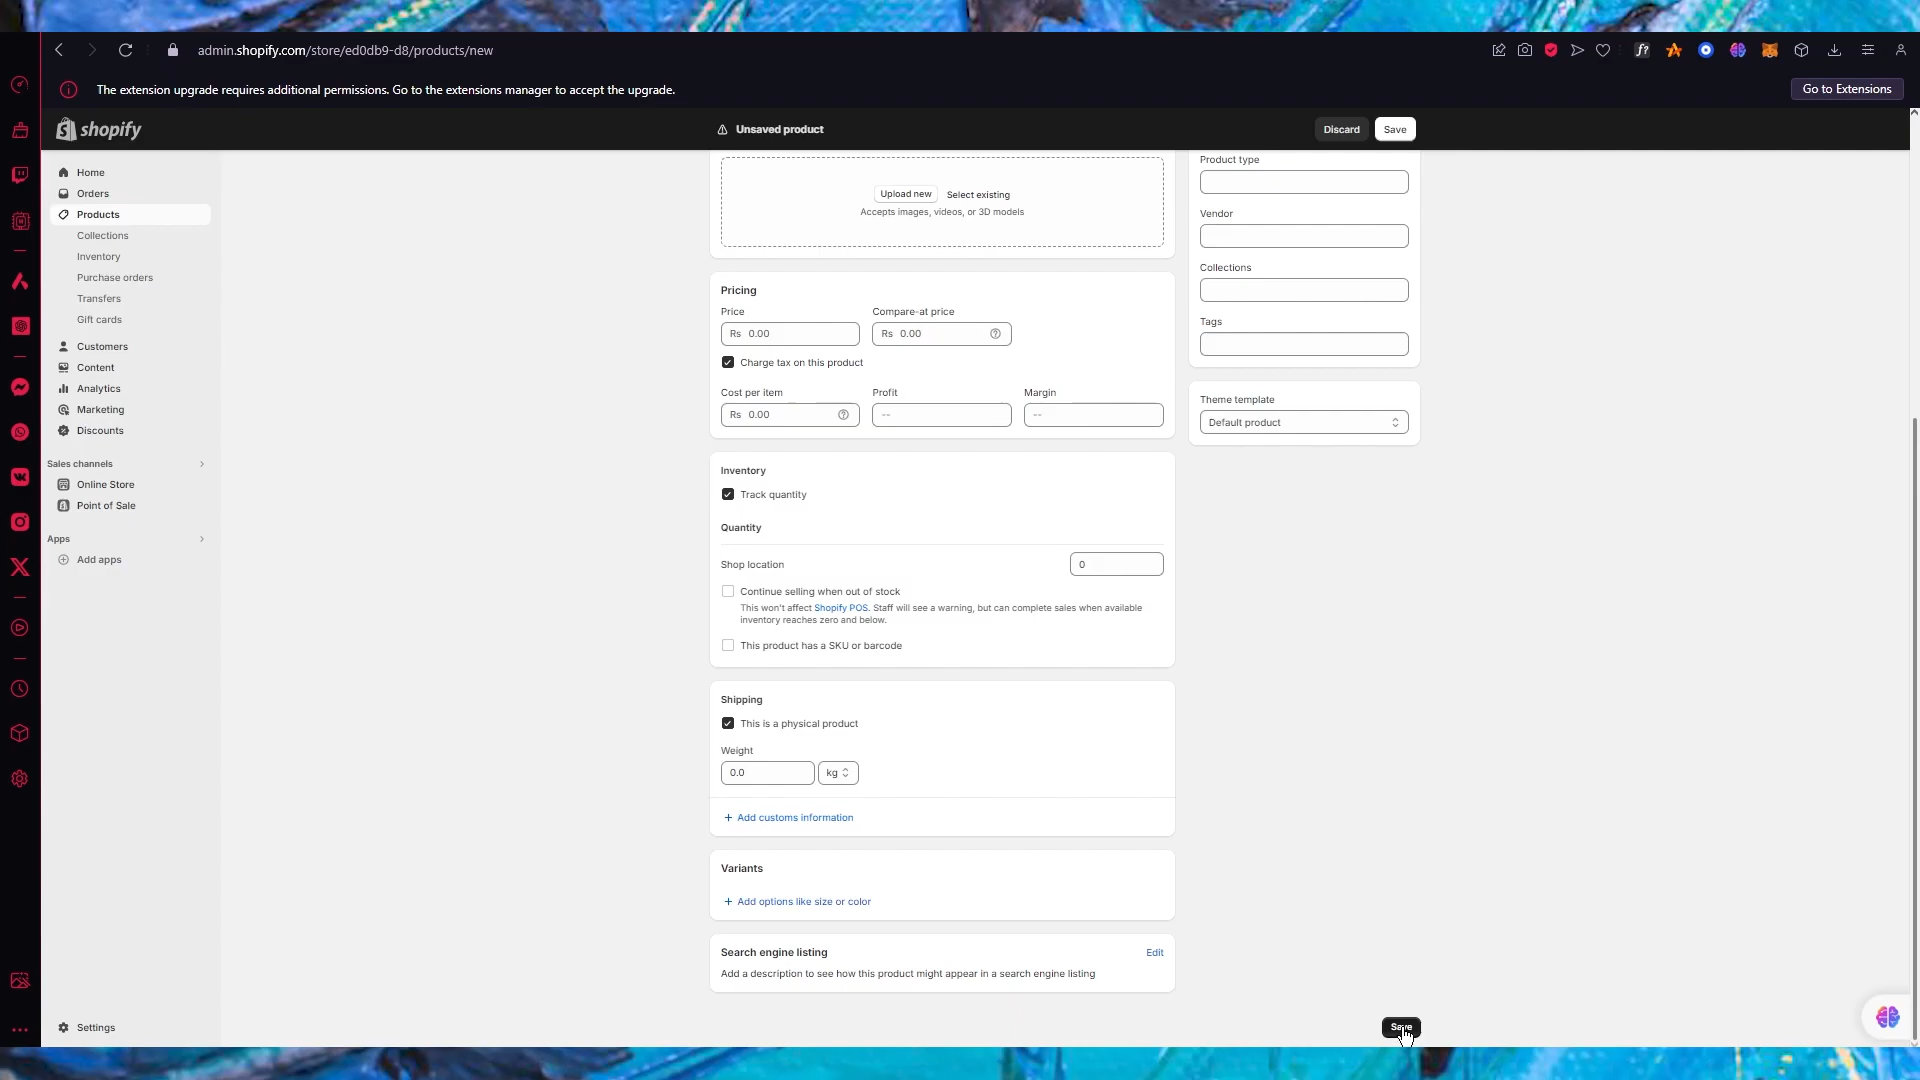 admin.shopify.com/store/ed0db9-d8/products/new
The extension upgrade requires additional permissions. Go to the extensions manager to accept the upgrade.
Go to Extensions
shopify
Unsaved product
Discard
Save
Home
Orders
Products
Collections
Inventory
Purchase orders
Transfers
Gift cards
Customers
Content
Analytics
Marketing
Discounts
Sales channels
Online Store
Point of Sale
Apps
Add apps
Settings
Upload new Select existing
Accepts images, videos, or 3D models
Pricing
Price Compare-at price
Rs 0.00 Rs 0.00
Charge tax on this product
Cost per item Profit Margin
Rs 0.00 -- --
Inventory
Track quantity
Quantity
Shop location 0
Continue selling when out of stock
This won't affect Shopify POS. Staff will see a warning, but can complete sales when available
inventory reaches zero and below.
This product has a SKU or barcode
Shipping
This is a physical product
Weight
0.0 kg
Add customs information
Variants
Add options like size or color
Search engine listing Edit
Add a description to see how this product might appear in a search engine listing
Product type
Vendor
Collections
Tags
Theme template
Default product
Save